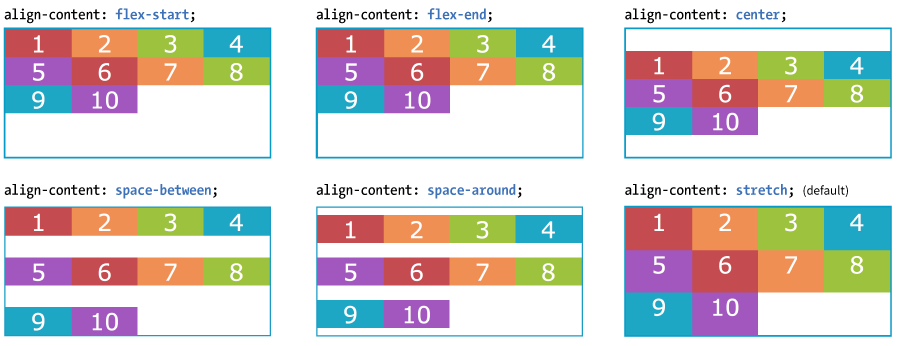 align-content: flex-start;
1 2 3 4
5 6 7 8
9 10
align-content: flex-end;
1 2 3 4
5 6 7 8
9 10
align-content: center;
1 2 3 4
5 6 7 8
9 10
align-content: space-between;
1 2 3 4
5 6 7 8
9 10
align-content: space-around;
1 2 3 4
5 6 7 8
9 10
align-content: stretch; (default)
1 2 3 4
5 6 7 8
9 10